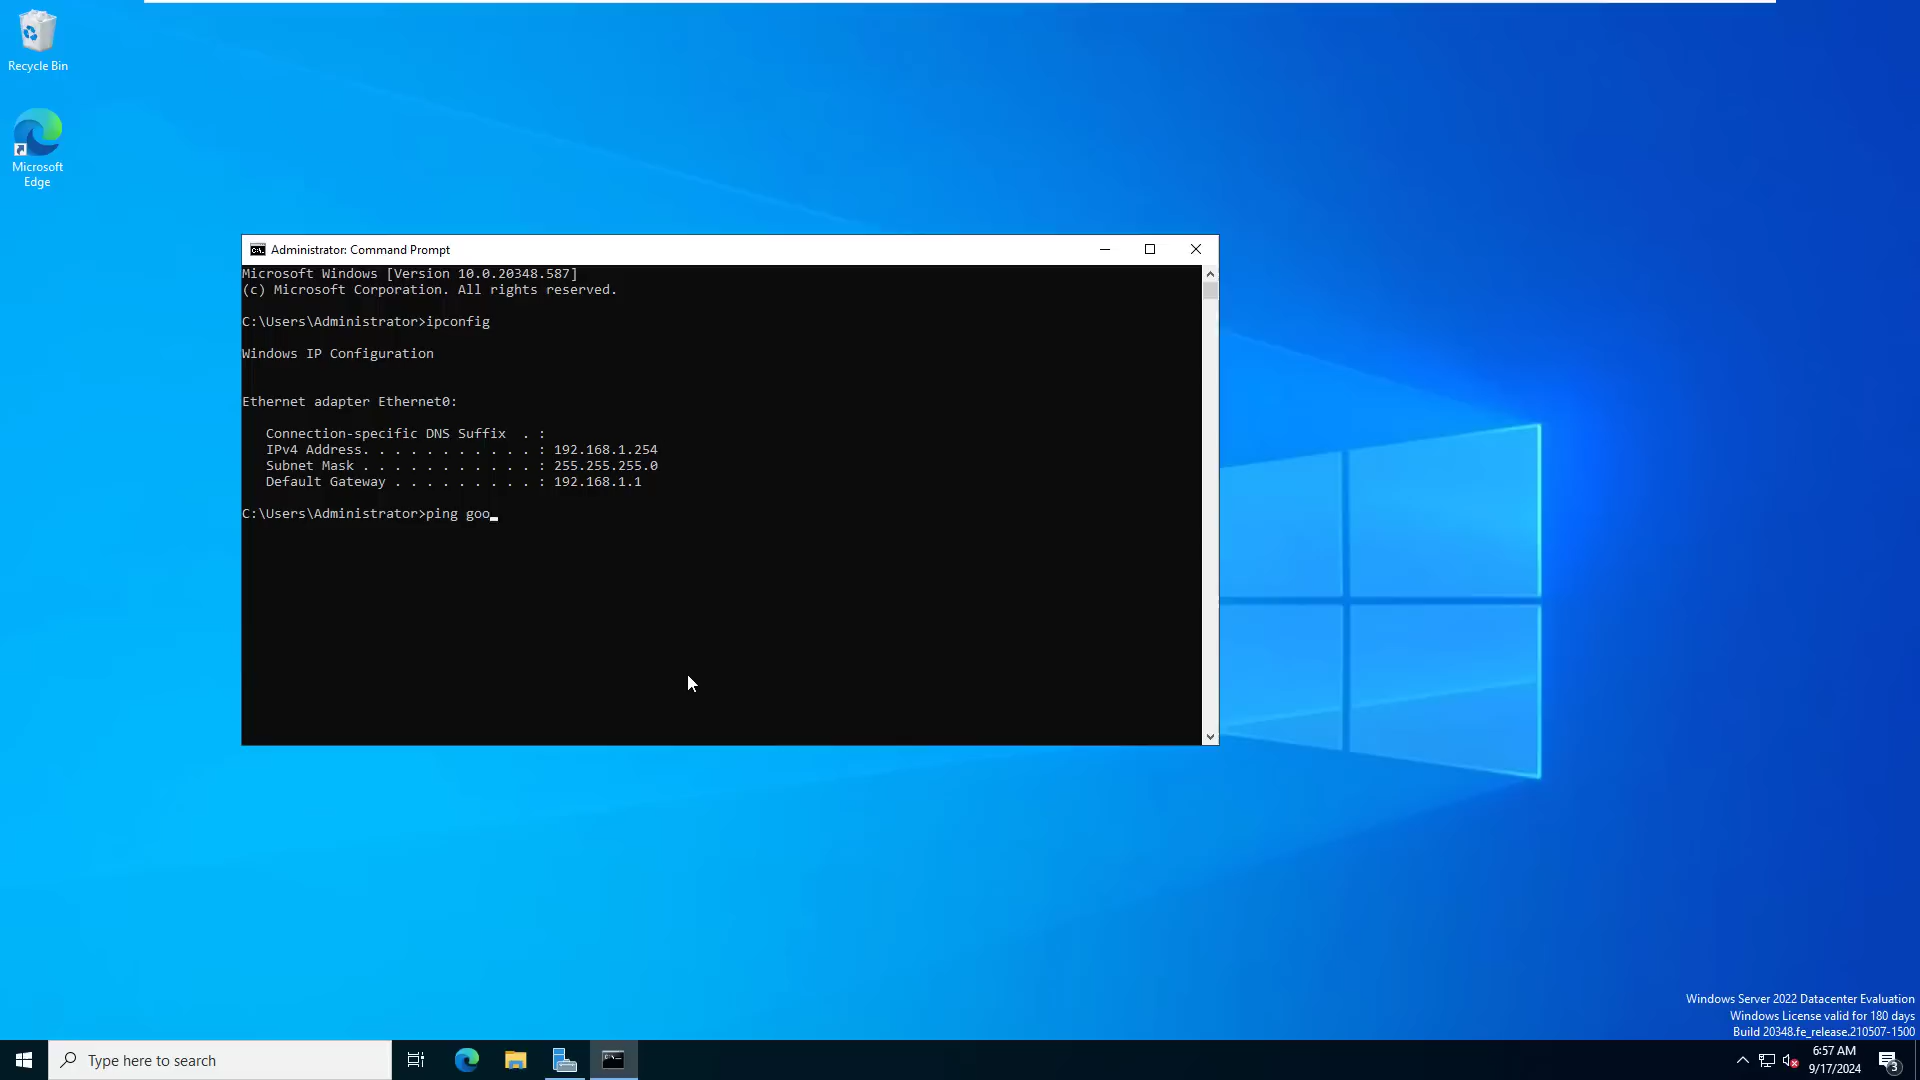 Recycle Bin
Microsoft
Edge
Administrator: Command Prompt
Microsoft Windows [Version 10.0.20348.587]
(c) Microsoft Corporation. All rights reserved.
C:\Users\Administrator>ipconfig
Windows IP Configuration
Ethernet adapter Ethernet0:
Connection-specific DNS Suffix  . :
IPv4 Address. . . . . . . . . . . : 192.168.1.254
Subnet Mask . . . . . . . . . . . : 255.255.255.0
Default Gateway . . . . . . . . . : 192.168.1.1
C:\Users\Administrator>ping goo_
Windows Server 2022 Datacenter Evaluation
Windows License valid for 180 days
Build 20348.fe_release.210507-1500
Type here to search
6:57 AM
9/17/2024
3